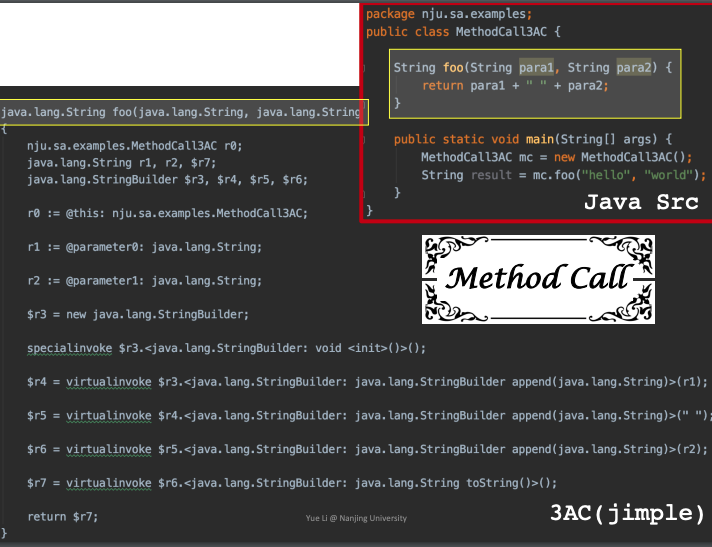 package nju.sa.examples;
public class MethodCall3AC {
String foo(String para1, String para2) {
return para1 + " " + para2;
}
public static void main(String[] args) {
MethodCall3AC mc = new MethodCall3AC();
String result = mc.foo("hello", "world");
}
}
Java Src
Method Call
java.lang.String foo(java.lang.String, java.lang.String
{
nju.sa.examples.MethodCall3AC r0;
java.lang.String r1, r2, $r7;
java.lang.StringBuilder $r3, $r4, $r5, $r6;
r0 := @this: nju.sa.examples.MethodCall3AC;
r1 := @parameter0: java.lang.String;
r2 := @parameter1: java.lang.String;
$r3 = new java.lang.StringBuilder;
specialinvoke $r3.<java.lang.StringBuilder: void <init>()>();
$r4 = virtualinvoke $r3.<java.lang.StringBuilder: java.lang.StringBuilder append(java.lang.String)>(r1);
$r5 = virtualinvoke $r4.<java.lang.StringBuilder: java.lang.StringBuilder append(java.lang.String)>(" ");
$r6 = virtualinvoke $r5.<java.lang.StringBuilder: java.lang.StringBuilder append(java.lang.String)>(r2);
$r7 = virtualinvoke $r6.<java.lang.StringBuilder: java.lang.String toString()>();
return $r7;
}
Yue Li @ Nanjing University
3AC(jimple)